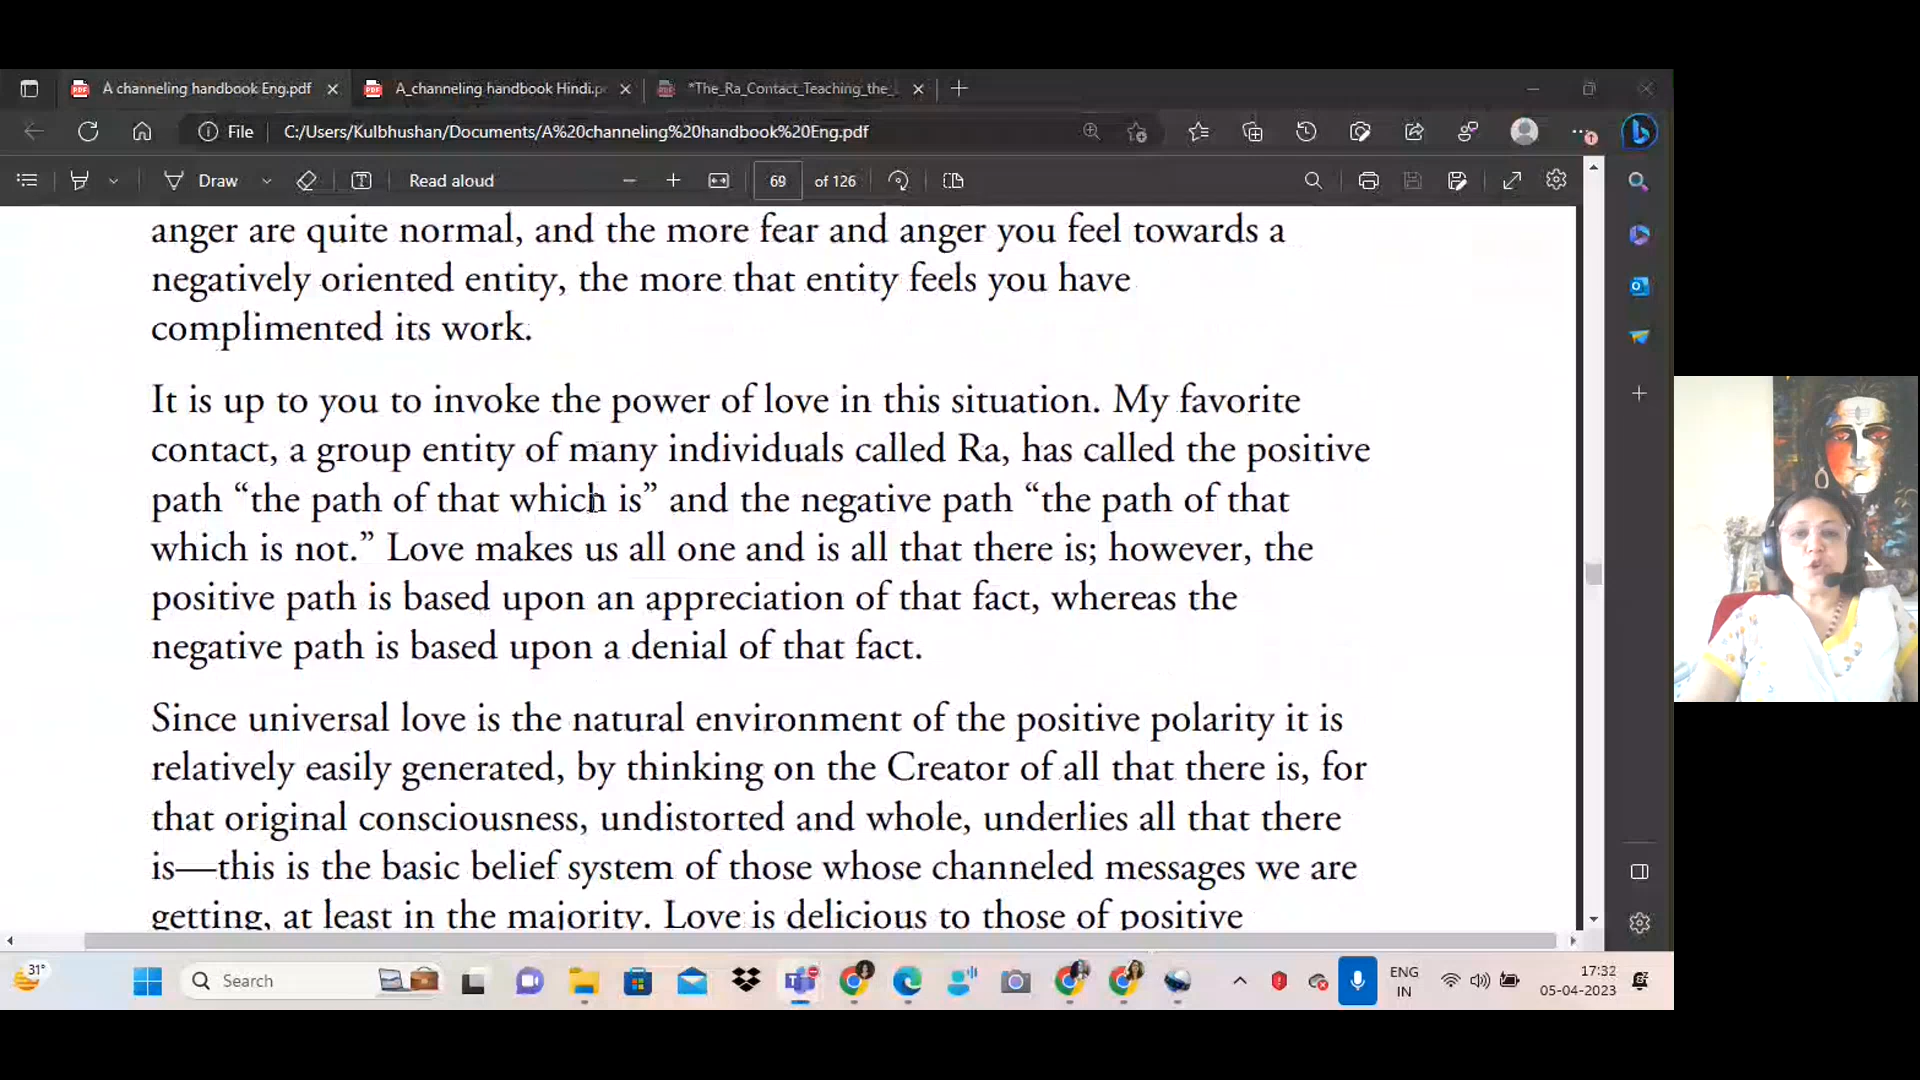 A channeling handbook Eng.pdf
A_channeling handbook Hindi.p
*The_Ra_Contact_Teaching_the_
File
C:/Users/Kulbhushan/Documents/A%20channeling%20handbook%20Eng.pdf
Draw
Read aloud
69 of 126
anger are quite normal, and the more fear and anger you feel towards a
negatively oriented entity, the more that entity feels you have
complimented its work.
It is up to you to invoke the power of love in this situation. My favorite
contact, a group entity of many individuals called Ra, has called the positive
path “the path of that which is” and the negative path “the path of that
which is not.” Love makes us all one and is all that there is; however, the
positive path is based upon an appreciation of that fact, whereas the
negative path is based upon a denial of that fact.
Since universal love is the natural environment of the positive polarity it is
relatively easily generated, by thinking on the Creator of all that there is, for
that original consciousness, undistorted and whole, underlies all that there
is—this is the basic belief system of those whose channeled messages we are
getting, at least in the majority. Love is delicious to those of positive
31°
Search
ENG
IN
17:32
05-04-2023